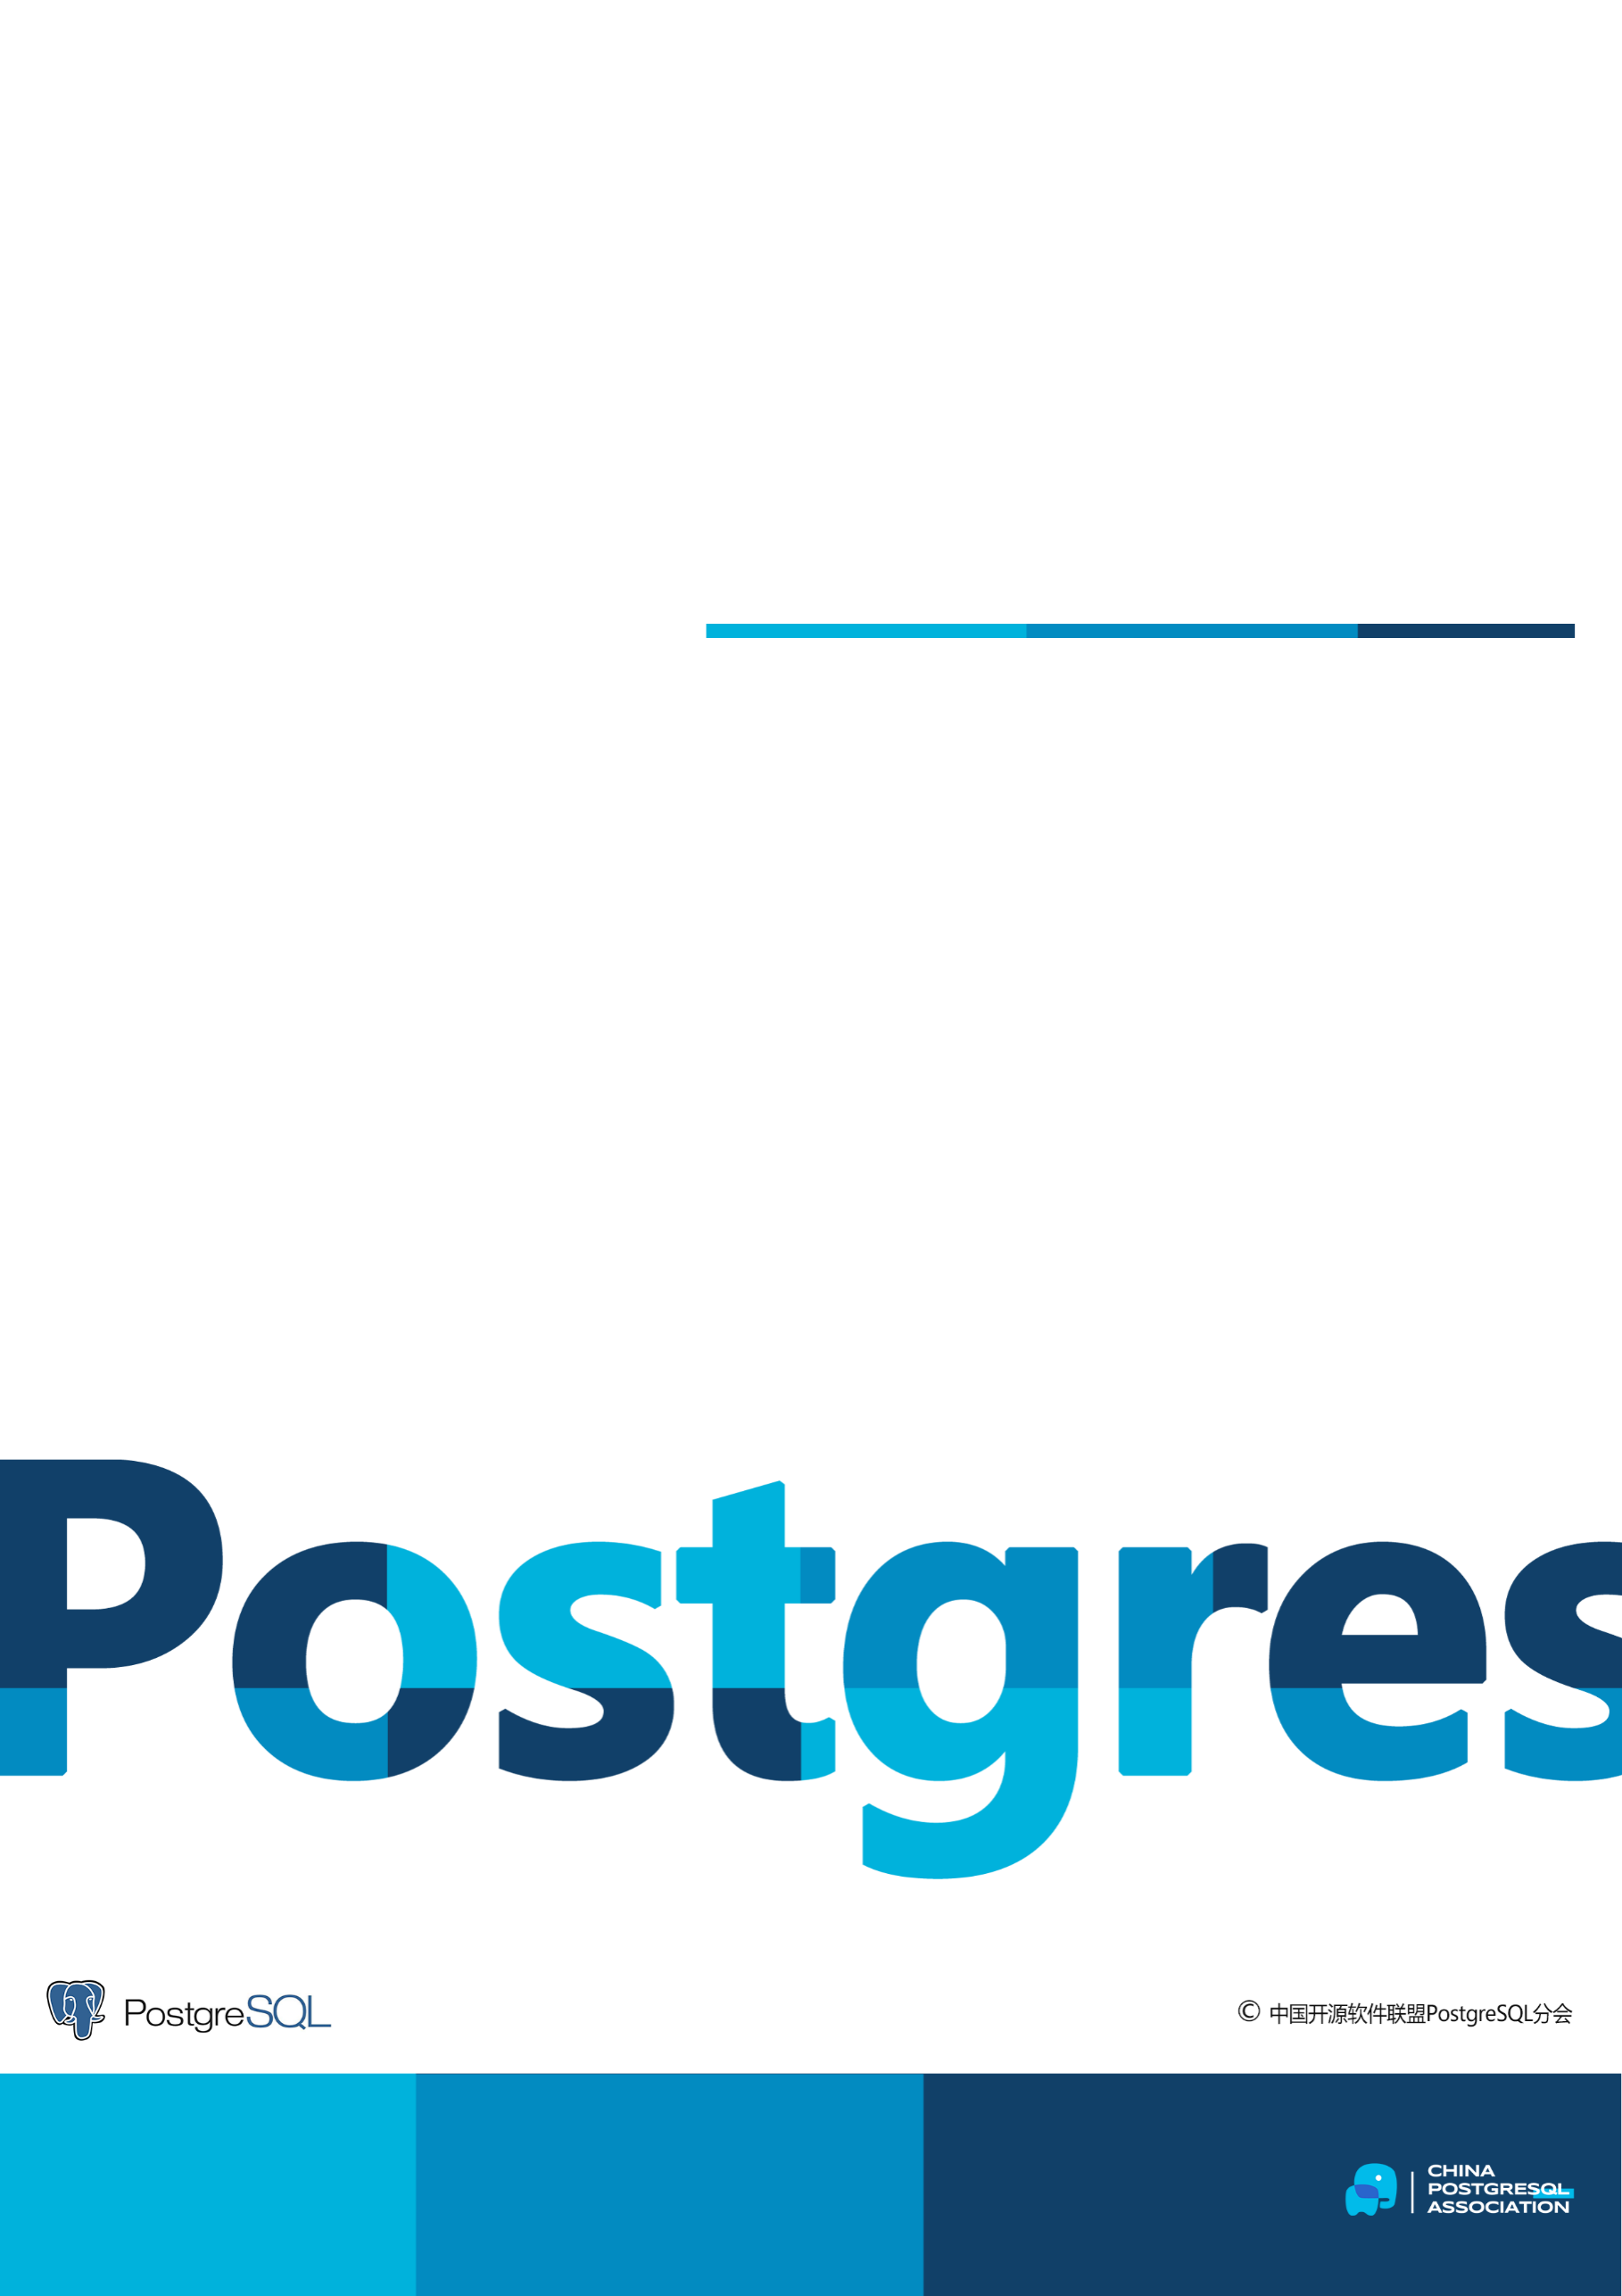 Postgres
PostgreSQL
© 中国开源软件联盟PostgreSQL分会
CHINA
POSTGRESQL
ASSOCIATION